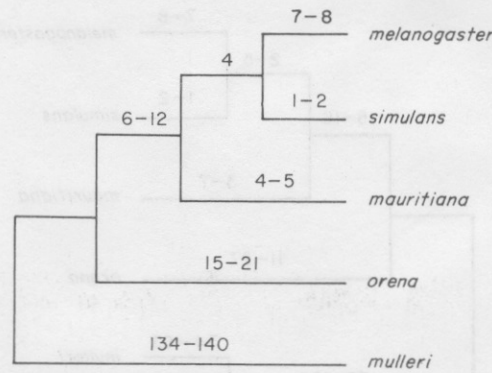 7-8
melanogaster
4
1-2
simulans
6-12
4-5
mauritiana
15-21
orena
134-140
mulleri